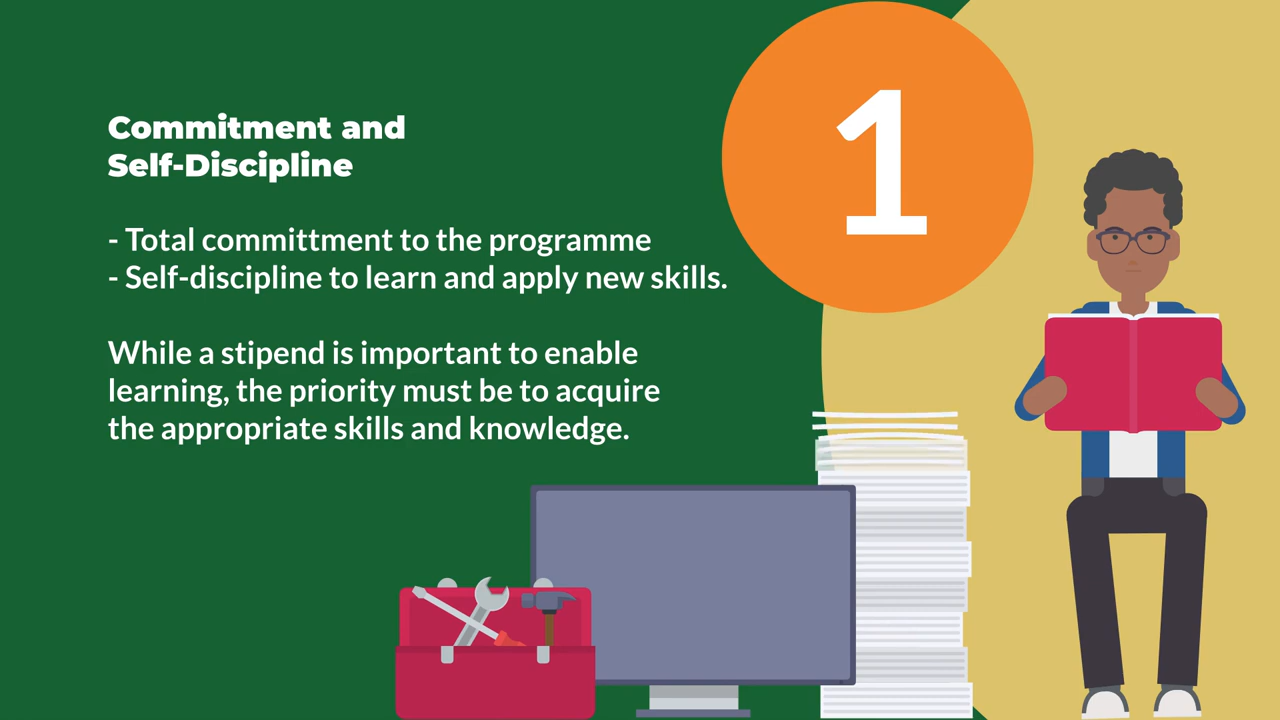 Commitment and
Self-Discipline
- Total committment to the programme
- Self-discipline to learn and apply new skills.
While a stipend is important to enable
learning, the priority must be to acquire
the appropriate skills and knowledge.
1